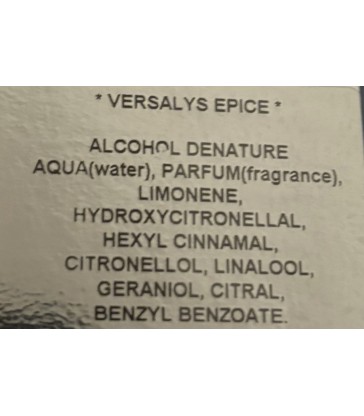 * VERSALYS EPICE *
ALCOHOL DENATURE
AQUA(water), PARFUM(fragrance),
LIMONENE,
HYDROXYCITRONELLAL,
HEXYL CINNAMAL,
CITRONELLOL, LINALOOL,
GERANIOL, CITRAL,
BENZYL BENZOATE.